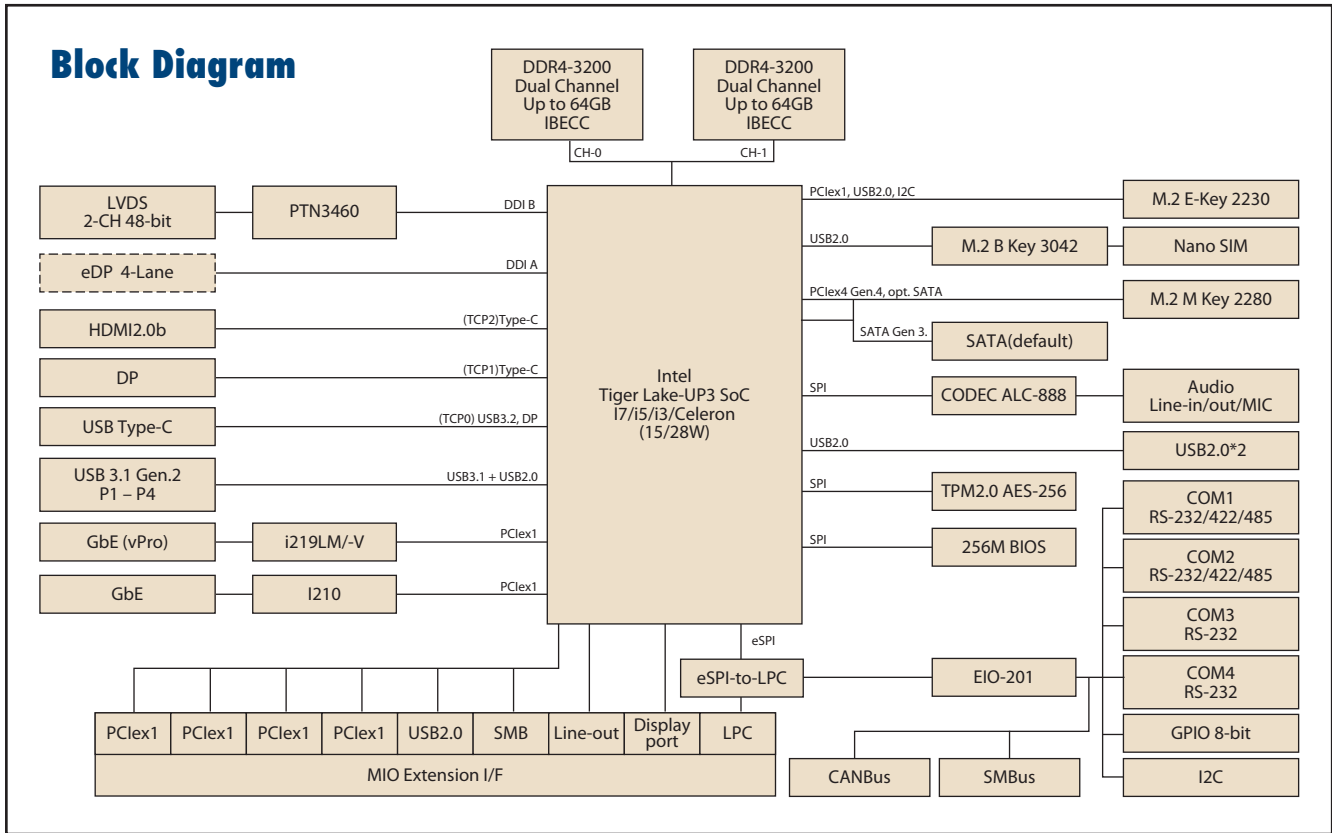 Block Diagram
DDR4-3200
Dual Channel
Up to 64GB
IBECC
DDR4-3200
Dual Channel
Up to 64GB
IBECC
CH-0
CH-1
LVDS
2-CH 48-bit
PTN3460
DDI B
eDP 4-Lane
DDI A
HDMI2.0b
(TCP2)Type-C
DP
(TCP1)Type-C
USB Type-C
(TCP0) USB3.2, DP
USB 3.1 Gen.2
P1 – P4
USB3.1 + USB2.0
GbE (vPro)
i219LM/-V
PCIex1
GbE
I210
PCIex1
Intel
Tiger Lake-UP3 SoC
I7/i5/i3/Celeron
(15/28W)
PCIex1, USB2.0, I2C
M.2 E-Key 2230
USB2.0
M.2 B Key 3042
Nano SIM
PCIex4 Gen.4, opt. SATA
M.2 M Key 2280
SATA Gen 3.
SATA(default)
SPI
CODEC ALC-888
Audio
Line-in/out/MIC
USB2.0
USB2.0*2
SPI
TPM2.0 AES-256
SPI
256M BIOS
COM1
RS-232/422/485
COM2
RS-232/422/485
COM3
RS-232
COM4
RS-232
GPIO 8-bit
I2C
eSPI
eSPI-to-LPC
EIO-201
CANBus
SMBus
PCIex1
PCIex1
PCIex1
PCIex1
USB2.0
SMB
Line-out
Display
port
LPC
MIO Extension I/F